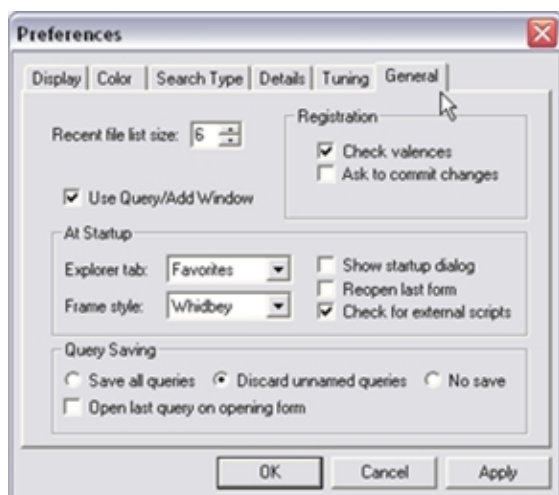 Preferences
Display Color Search Type Details Tuning General
Recent file list size: 6
Registration
Check valences
Ask to commit changes
Use Query/Add Window
At Startup
Explorer tab: Favorites
Show startup dialog
Reopen last form
Frame style: Whidbey
Check for external scripts
Query Saving
Save all queries Discard unnamed queries No save
Open last query on opening form
OK Cancel Apply